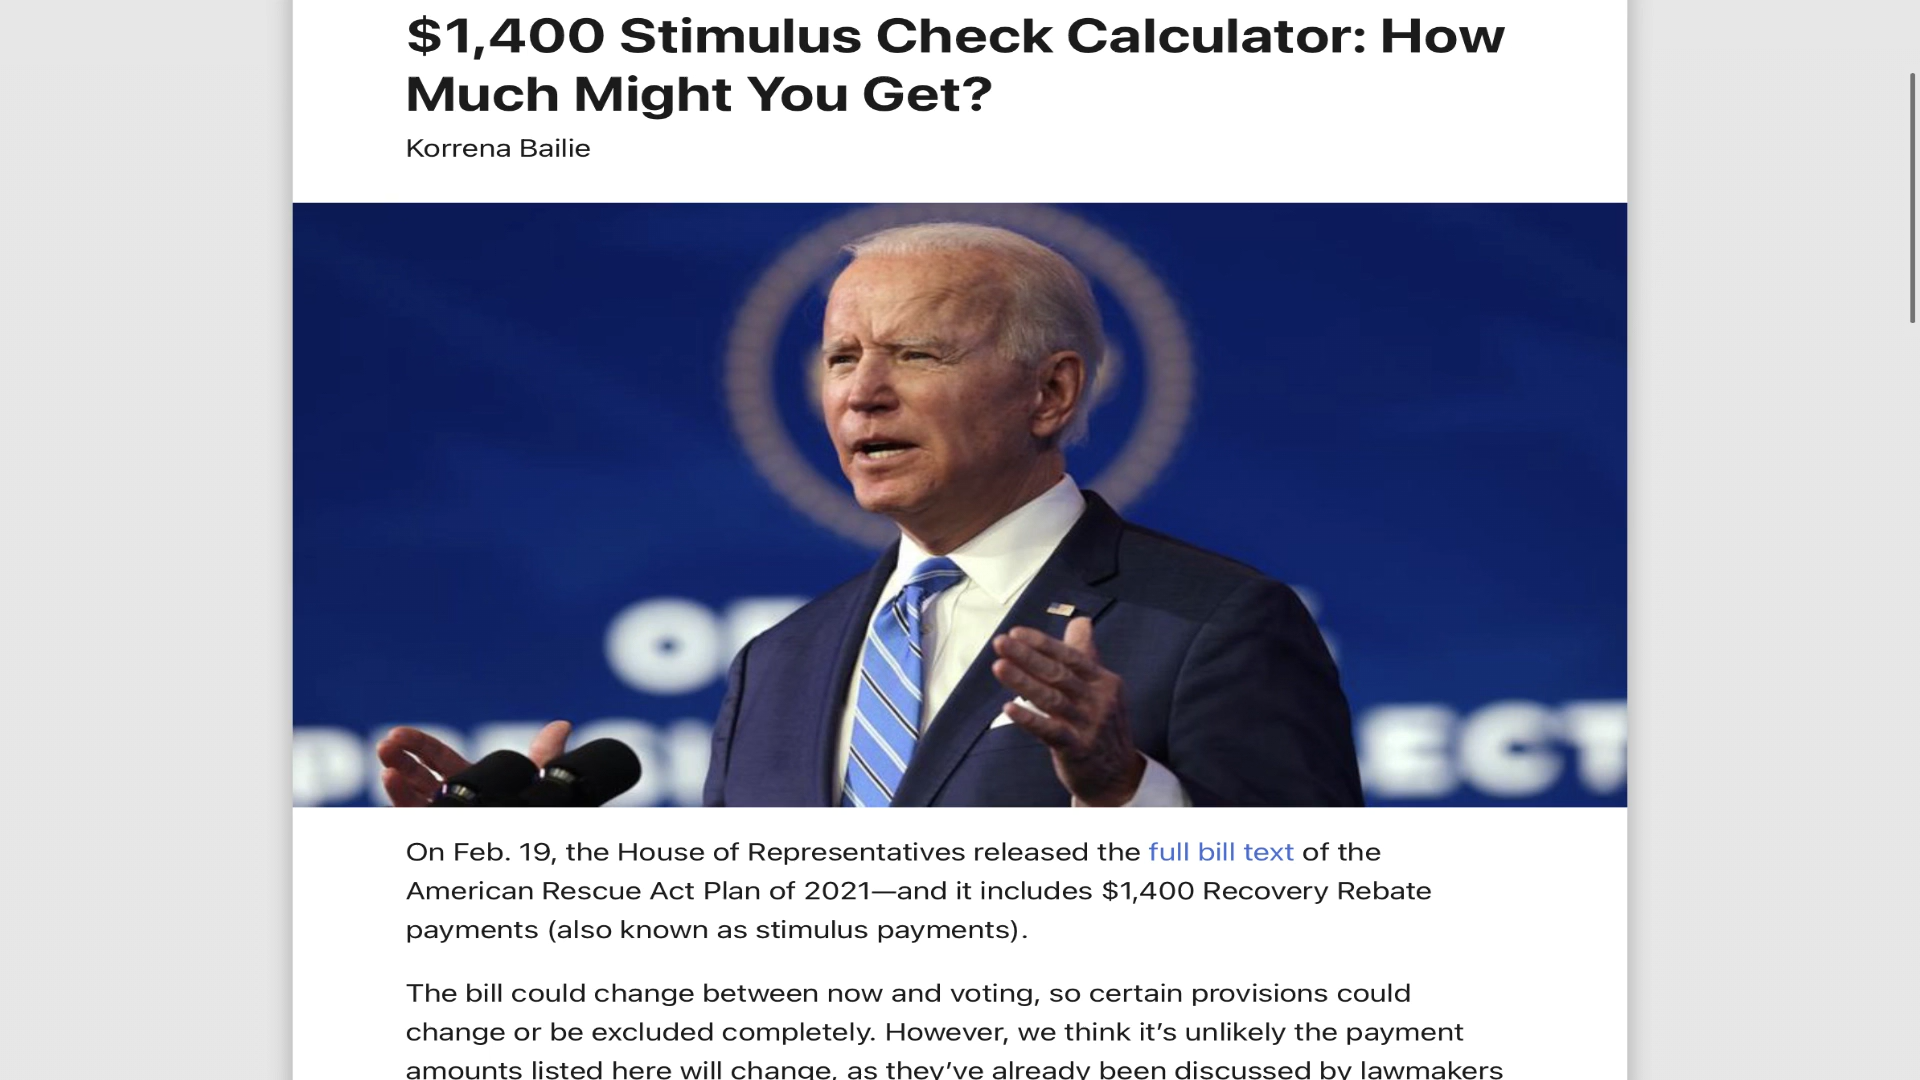 $1,400 Stimulus Check Calculator: How
Much Might You Get?
Korrena Bailie
On Feb. 19, the House of Representatives released the full bill text of the
American Rescue Act Plan of 2021—and it includes $1,400 Recovery Rebate
payments (also known as stimulus payments).
The bill could change between now and voting, so certain provisions could
change or be excluded completely. However, we think it’s unlikely the payment
amounts listed here will change, as they’ve already been discussed by lawmakers